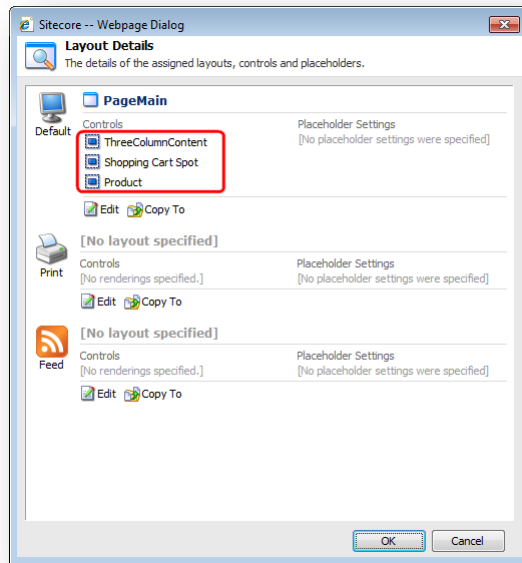 Sitecore -- Webpage Dialog
Layout Details
The details of the assigned layouts, controls and placeholders.
Default
PageMain
Controls
Placeholder Settings
ThreeColumnContent
[No placeholder settings were specified]
Shopping Cart Spot
Product
Edit Copy To
Print
[No layout specified]
Controls
Placeholder Settings
[No renderings specified.]
[No placeholder settings were specified]
Edit Copy To
Feed
[No layout specified]
Controls
Placeholder Settings
[No renderings specified.]
[No placeholder settings were specified]
Edit Copy To
OK Cancel